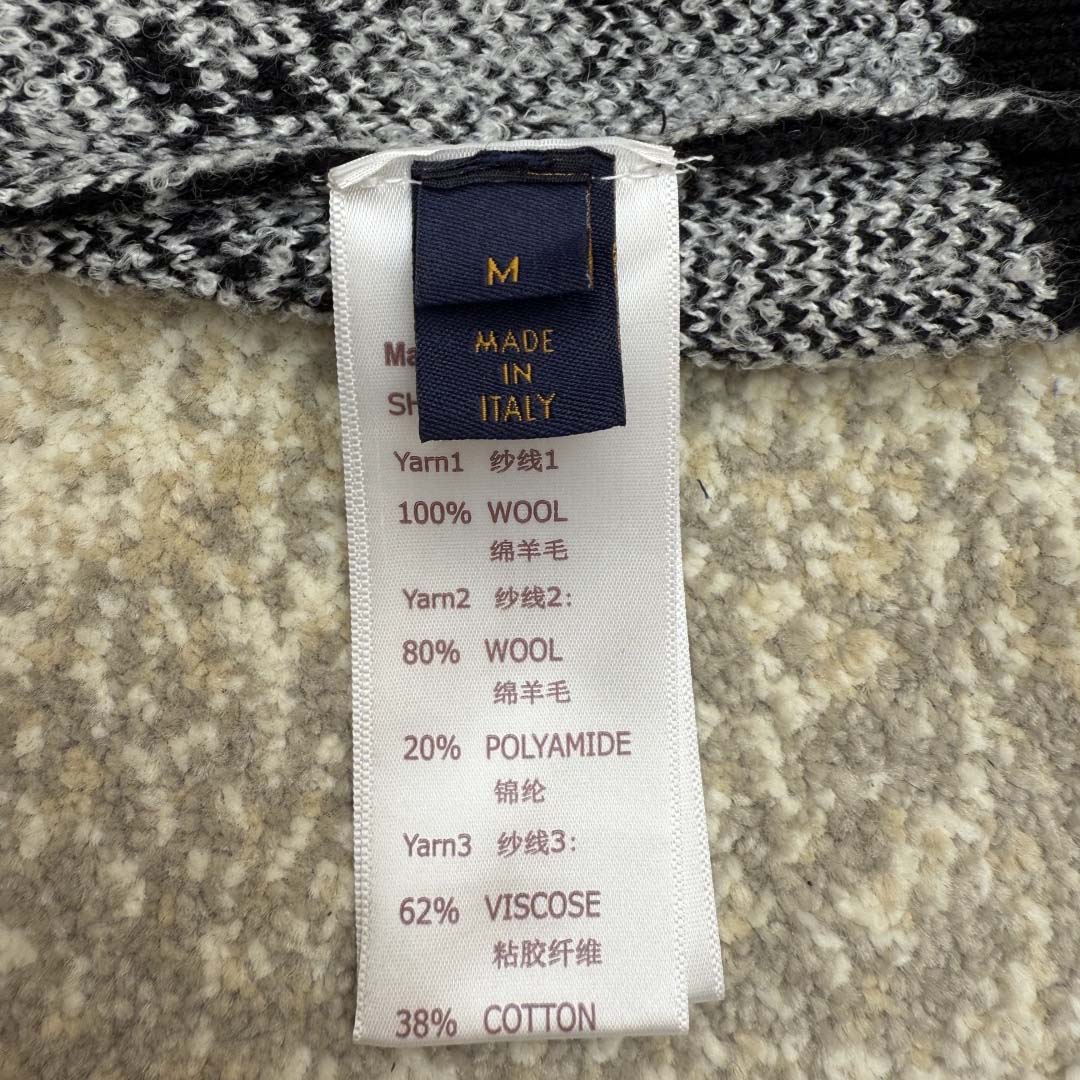 M
MADE
IN
ITALY
Yarn1 纱线1
100% WOOL
绵羊毛
Yarn2 纱线2:
80% WOOL
绵羊毛
20% POLYAMIDE
锦纶
Yarn3 纱线3:
62% VISCOSE
粘胶纤维
38% COTTON